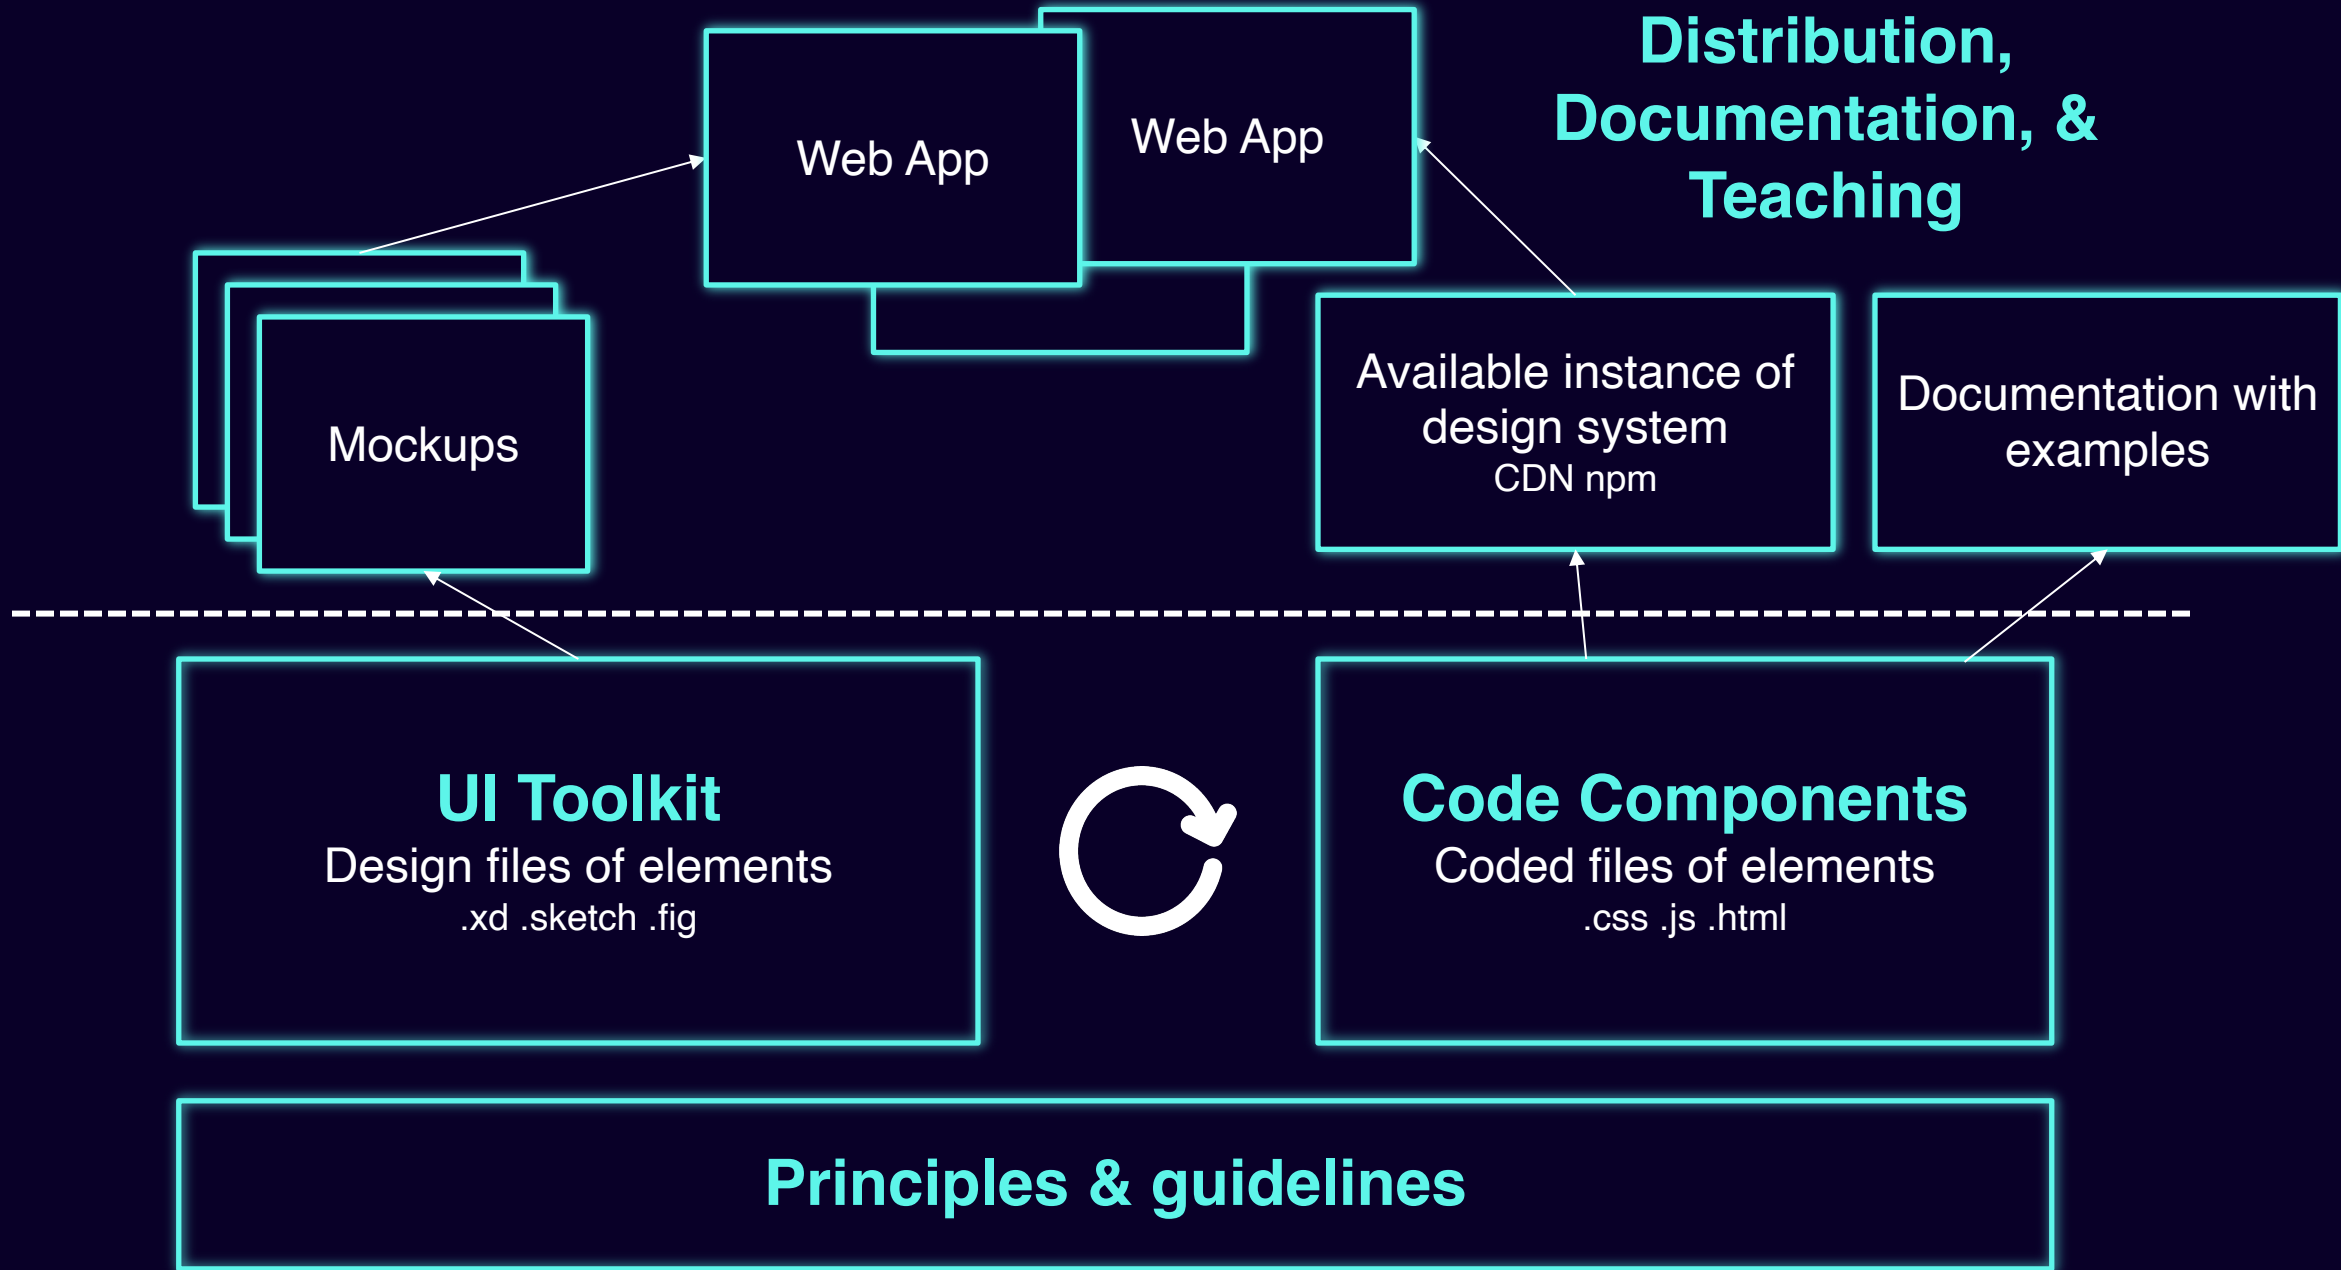 Distribution,
Documentation, &
Teaching
Web App
Web App
Mockups
Available instance of
design system
CDN npm
Documentation with
examples
UI Toolkit
Design files of elements
.xd .sketch .fig
Code Components
Coded files of elements
.css .js .html
Principles & guidelines